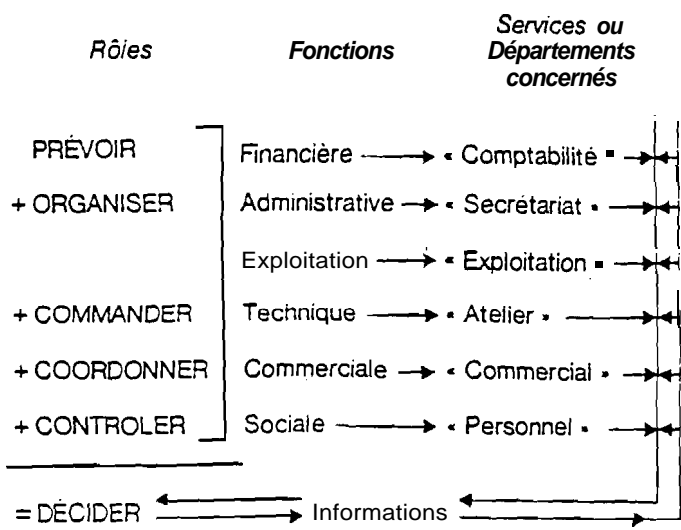 Rôles Fonctions Services ou
Départements
concernés
PRÉVOIR Financière « Comptabilité »
+ ORGANISER Administrative « Secrétariat »
Exploitation « Exploitation »
+ COMMANDER Technique « Atelier »
+ COORDONNER Commerciale « Commercial »
+ CONTROLER Sociale « Personnel »
= DÉCIDER Informations